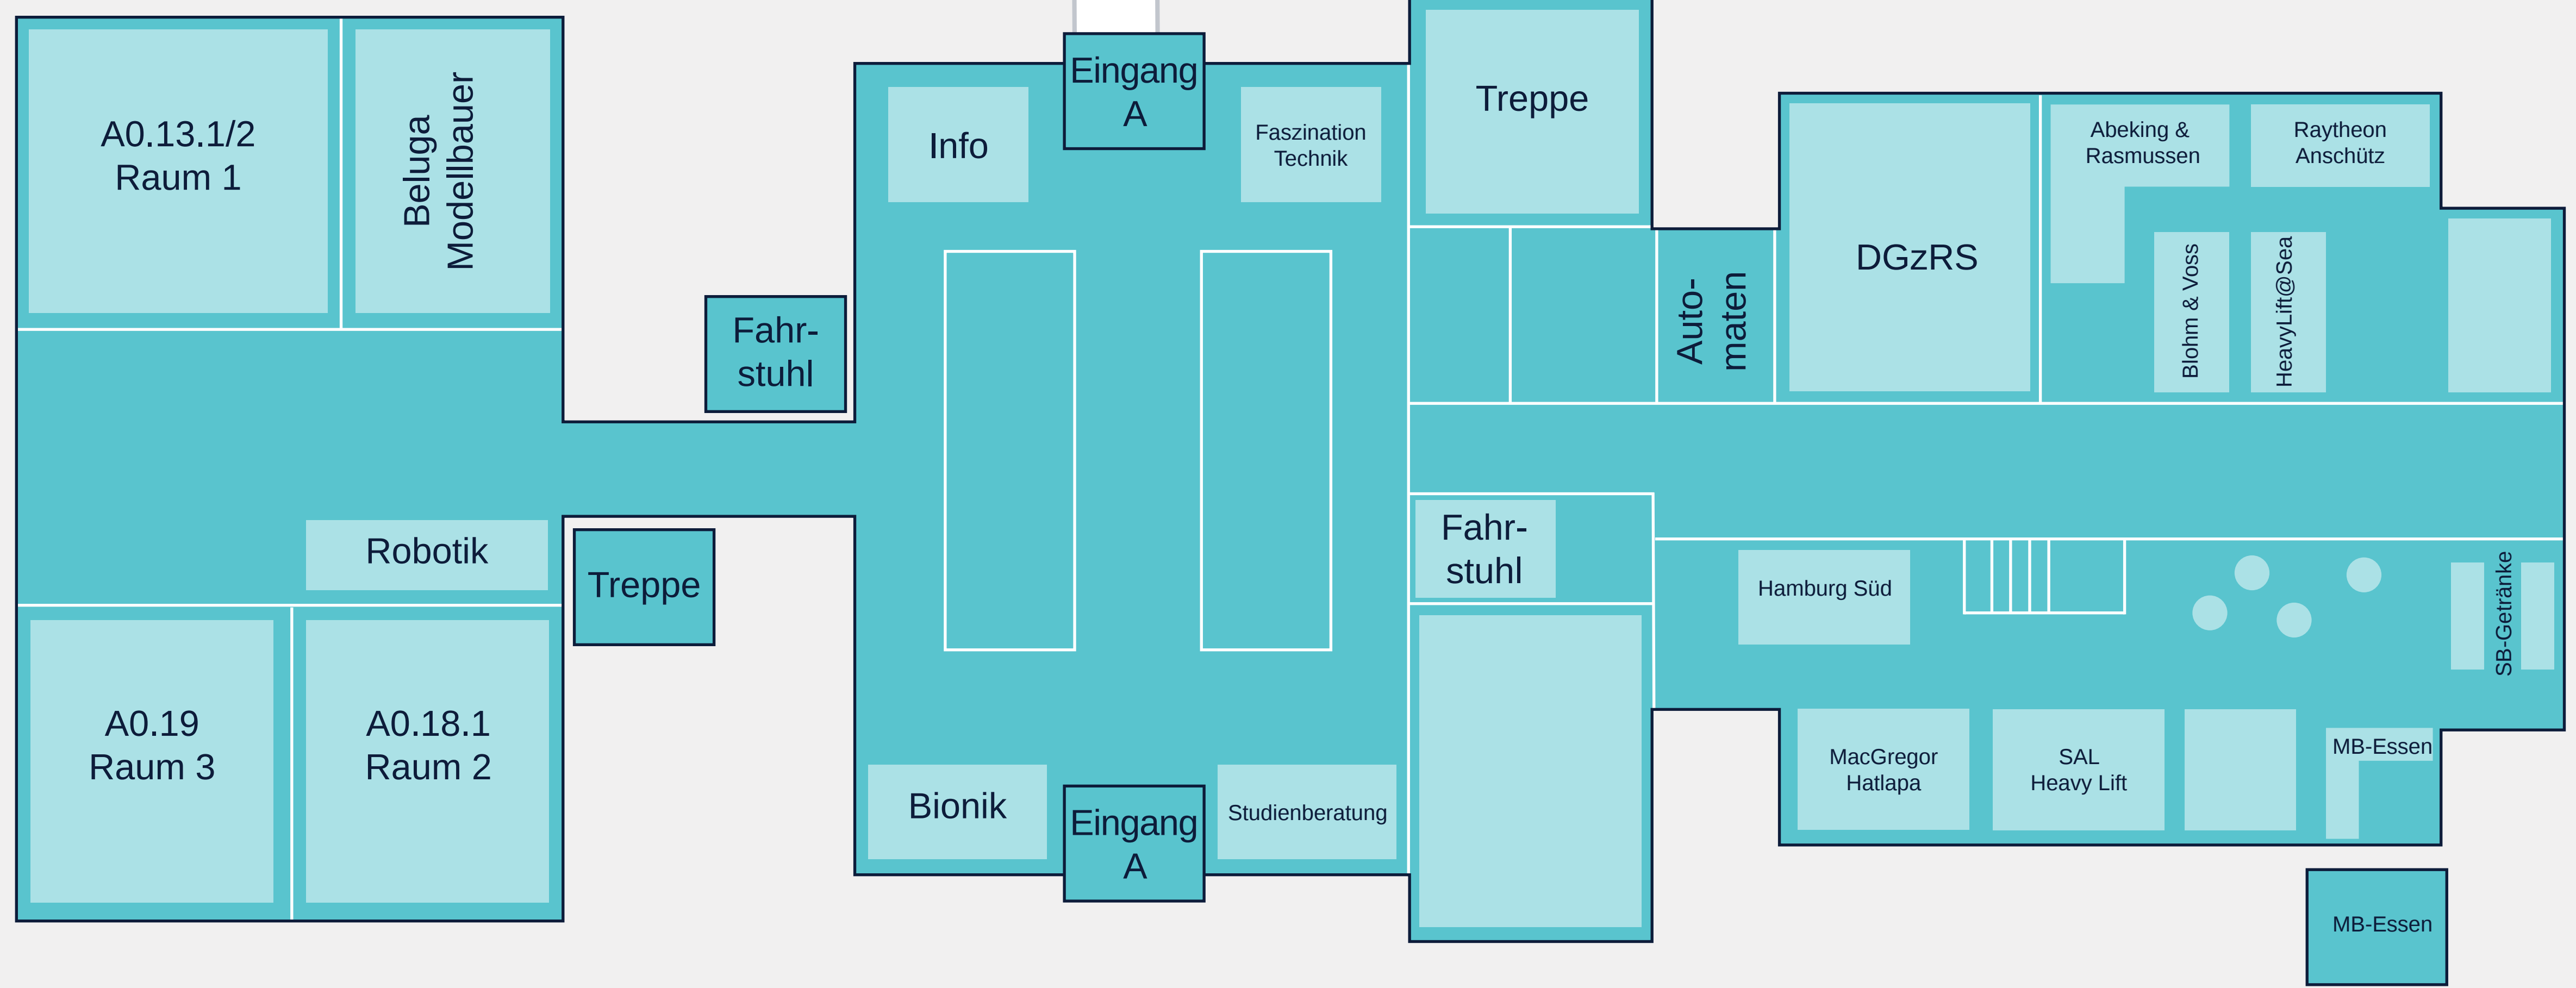 A0.13.1/2
Raum 1
Beluga
Modellbauer
Robotik
A0.19
Raum 3
A0.18.1
Raum 2
Fahr-
stuhl
Treppe
Eingang
A
Info
Faszination
Technik
Bionik
Eingang
A
Studienberatung
Treppe
Auto-
maten
Fahr-
stuhl
DGzRS
Abeking &
Rasmussen
Raytheon
Anschütz
Blohm & Voss
HeavyLift@Sea
Hamburg Süd
SB-Getränke
MacGregor
Hatlapa
SAL
Heavy Lift
MB-Essen
MB-Essen